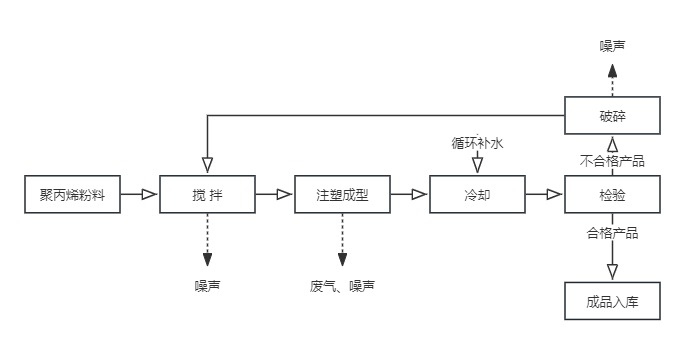 噪声
破碎
循环补水
不合格产品
聚丙烯粉料
搅 拌
注塑成型
冷却
检验
合格产品
噪声
废气、噪声
成品入库